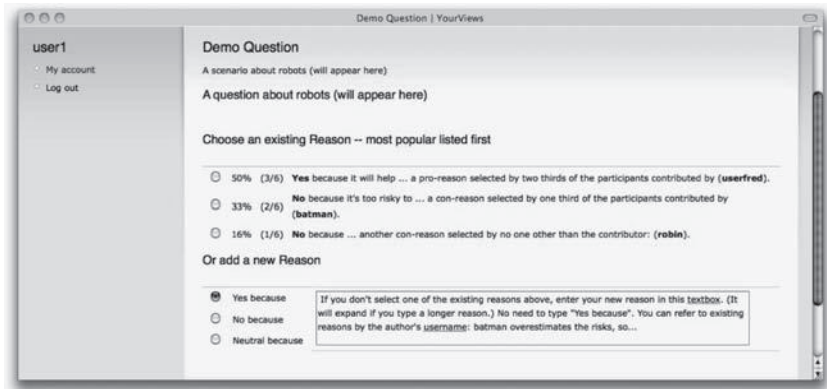 Demo Question | YourViews
user1
My account
Log out
Demo Question
A scenario about robots (will appear here)
A question about robots (will appear here)
Choose an existing Reason -- most popular listed first
50% (3/6) Yes because it will help ... a pro-reason selected by two thirds of the participants contributed by (userfred).
33% (2/6) No because it's too risky to ... a con-reason selected by one third of the participants contributed by
(batman).
16% (1/6) No because ... another con-reason selected by no one other than the contributor: (robin).
Or add a new Reason
Yes because
No because
Neutral because
If you don't select one of the existing reasons above, enter your new reason in this textbox. (It
will expand if you type a longer reason.) No need to type "Yes because". You can refer to existing
reasons by the author's username: batman overestimates the risks, so...